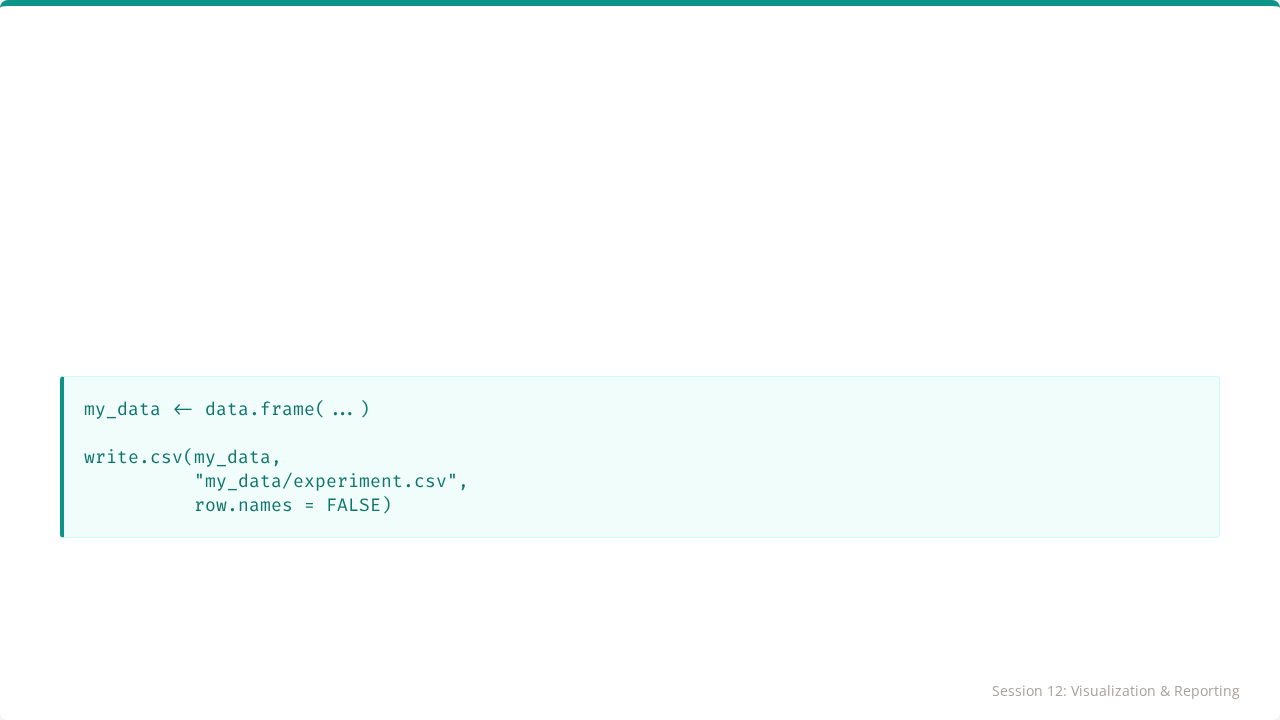 my_data <- data.frame(...)
write.csv(my_data,
"my_data/experiment.csv",
row.names = FALSE)
Session 12: Visualization & Reporting